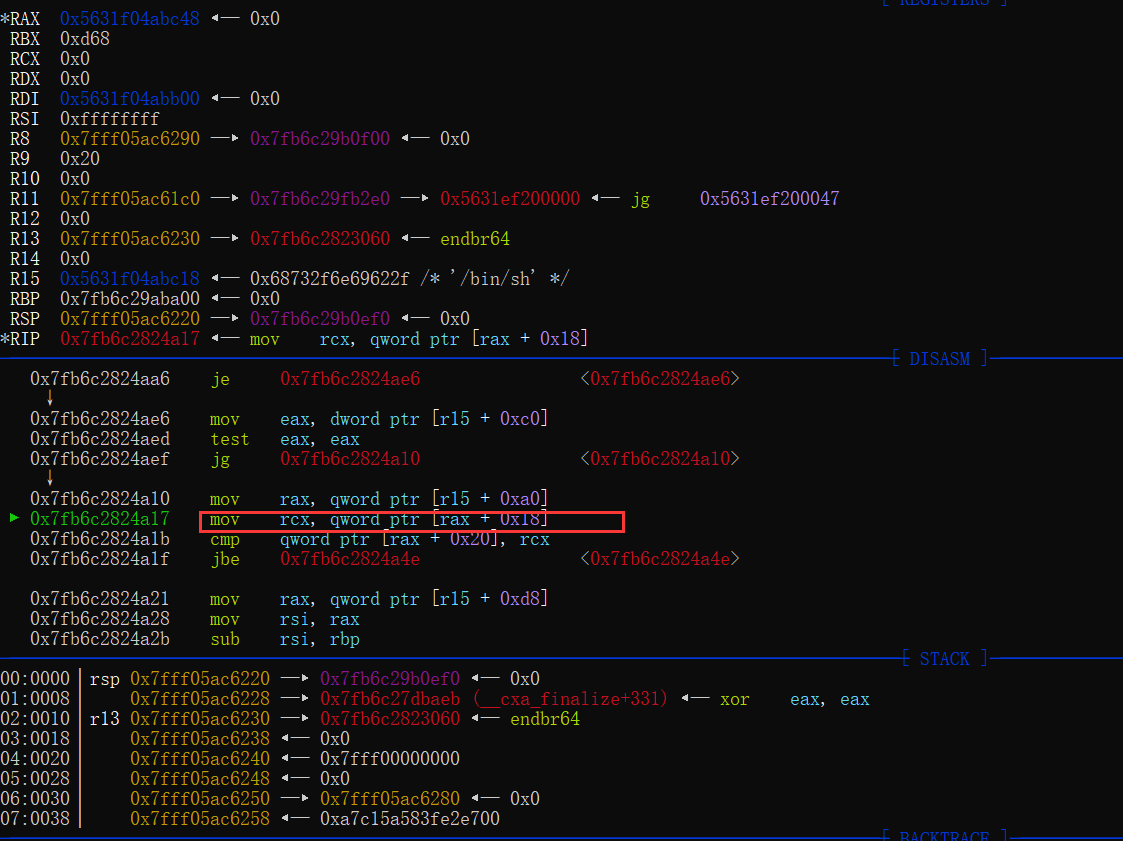 [ REGISTERS ]
*RAX 0x5631f04abc48 ◂— 0x0
RBX 0xd68
RCX 0x0
RDX 0x0
RDI 0x5631f04abb00 ◂— 0x0
RSI 0xffffffff
R8 0x7fff05ac6290 —▸ 0x7fb6c29b0f00 ◂— 0x0
R9 0x20
R10 0x0
R11 0x7fff05ac61c0 —▸ 0x7fb6c29fb2e0 —▸ 0x5631ef200000 ◂— jg 0x5631ef200047
R12 0x0
R13 0x7fff05ac6230 —▸ 0x7fb6c2823060 ◂— endbr64
R14 0x0
R15 0x5631f04abc18 ◂— 0x68732f6e69622f /* '/bin/sh' */
RBP 0x7fb6c29aba00 ◂— 0x0
RSP 0x7fff05ac6220 —▸ 0x7fb6c29b0ef0 ◂— 0x0
*RIP 0x7fb6c2824a17 ◂— mov rcx, qword ptr [rax + 0x18]
[ DISASM ]
0x7fb6c2824aa6 je 0x7fb6c2824ae6 <0x7fb6c2824ae6>
↓
0x7fb6c2824ae6 mov eax, dword ptr [r15 + 0xc0]
0x7fb6c2824aed test eax, eax
0x7fb6c2824aef jg 0x7fb6c2824a10 <0x7fb6c2824a10>
↓
0x7fb6c2824a10 mov rax, qword ptr [r15 + 0xa0]
► 0x7fb6c2824a17 mov rcx, qword ptr [rax + 0x18]
0x7fb6c2824a1b cmp qword ptr [rax + 0x20], rcx
0x7fb6c2824a1f jbe 0x7fb6c2824a4e <0x7fb6c2824a4e>
0x7fb6c2824a21 mov rax, qword ptr [r15 + 0xd8]
0x7fb6c2824a28 mov rsi, rax
0x7fb6c2824a2b sub rsi, rbp
[ STACK ]
00:0000│ rsp 0x7fff05ac6220 —▸ 0x7fb6c29b0ef0 ◂— 0x0
01:0008│ 0x7fff05ac6228 —▸ 0x7fb6c27dbaeb (__cxa_finalize+331) ◂— xor eax, eax
02:0010│ r13 0x7fff05ac6230 —▸ 0x7fb6c2823060 ◂— endbr64
03:0018│ 0x7fff05ac6238 ◂— 0x0
04:0020│ 0x7fff05ac6240 ◂— 0x7fff00000000
05:0028│ 0x7fff05ac6248 ◂— 0x0
06:0030│ 0x7fff05ac6250 —▸ 0x7fff05ac6280 ◂— 0x0
07:0038│ 0x7fff05ac6258 ◂— 0xa7c15a583fe2e700
[ BACKTRACE ]